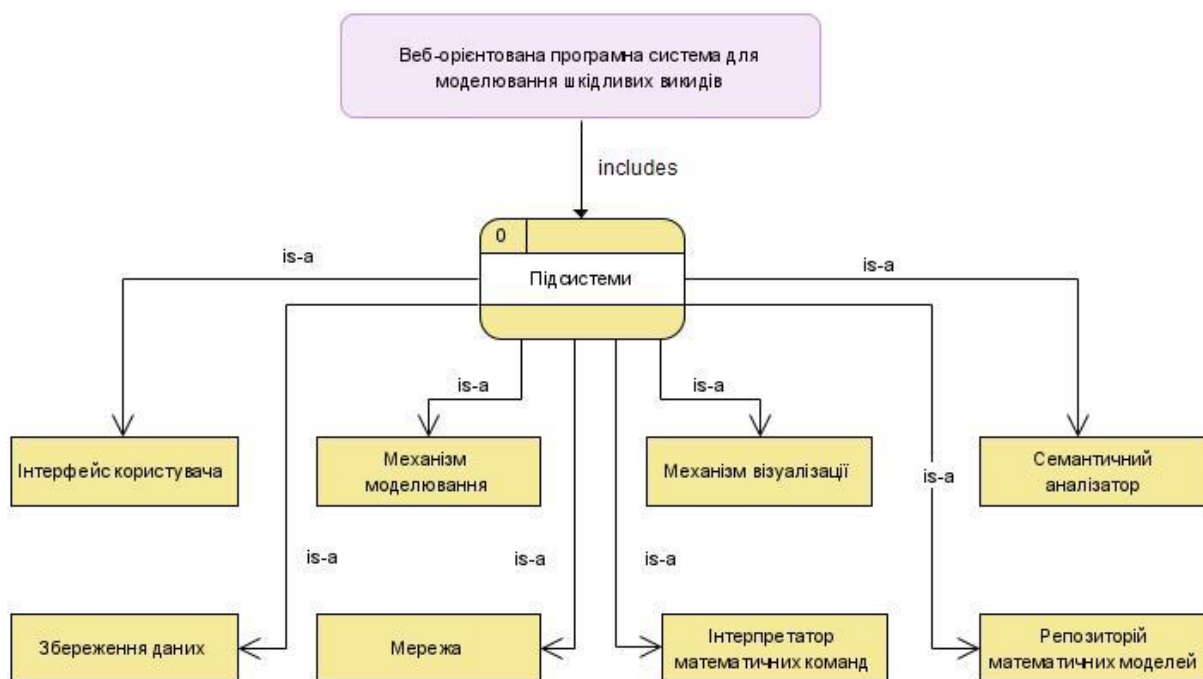 Веб-орієнтована програмна система для
моделювання шкідливих викидів
includes
0
Підсистеми
is-a
is-a
is-a
is-a
Інтерфейс користувача
Механізм
моделювання
Механізм візуалізації
Семантичний
аналізатор
is-a
is-a
is-a
is-a
Збереження даних
Мережа
Інтерпретатор
математичних команд
Репозиторій
математичних моделей